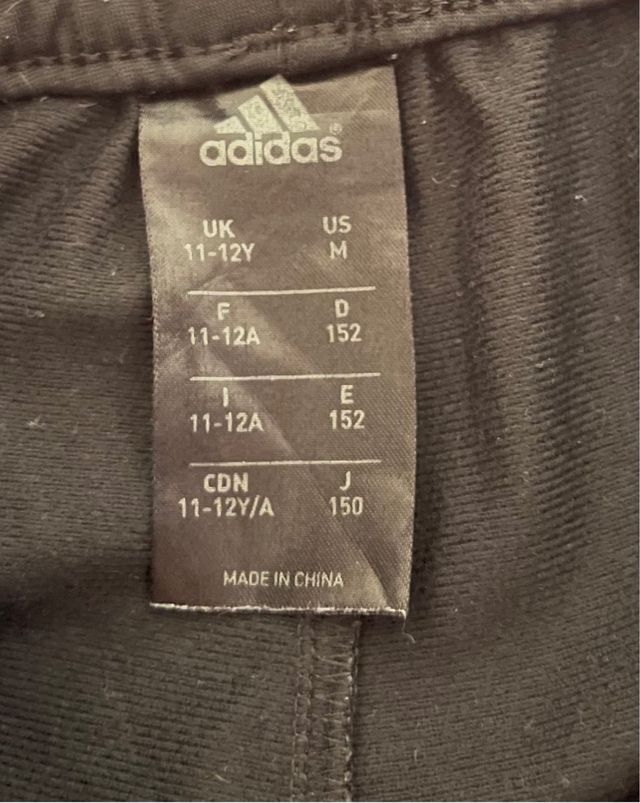 adidas®
UK US
11-12Y M
F D
11-12A 152
I E
11-12A 152
CDN J
11-12Y/A 150
MADE IN CHINA